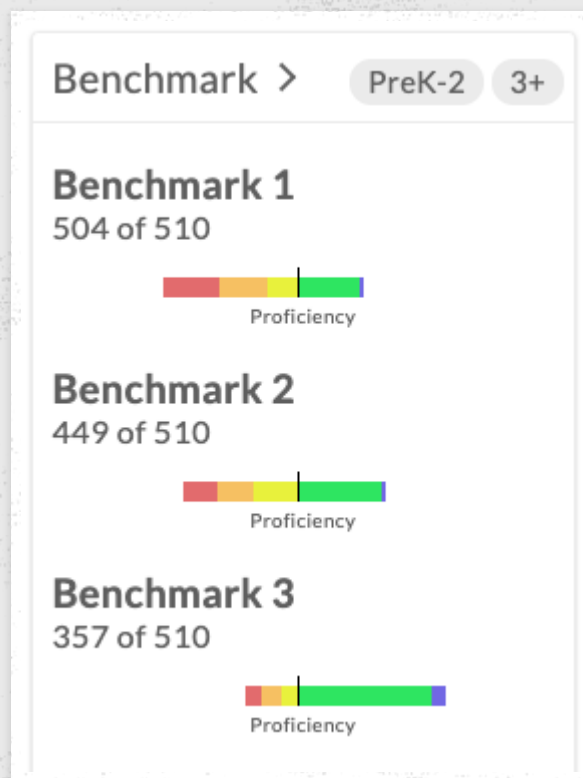 Benchmark > PreK-2 3+
Benchmark 1
504 of 510
Proficiency
Benchmark 2
449 of 510
Proficiency
Benchmark 3
357 of 510
Proficiency